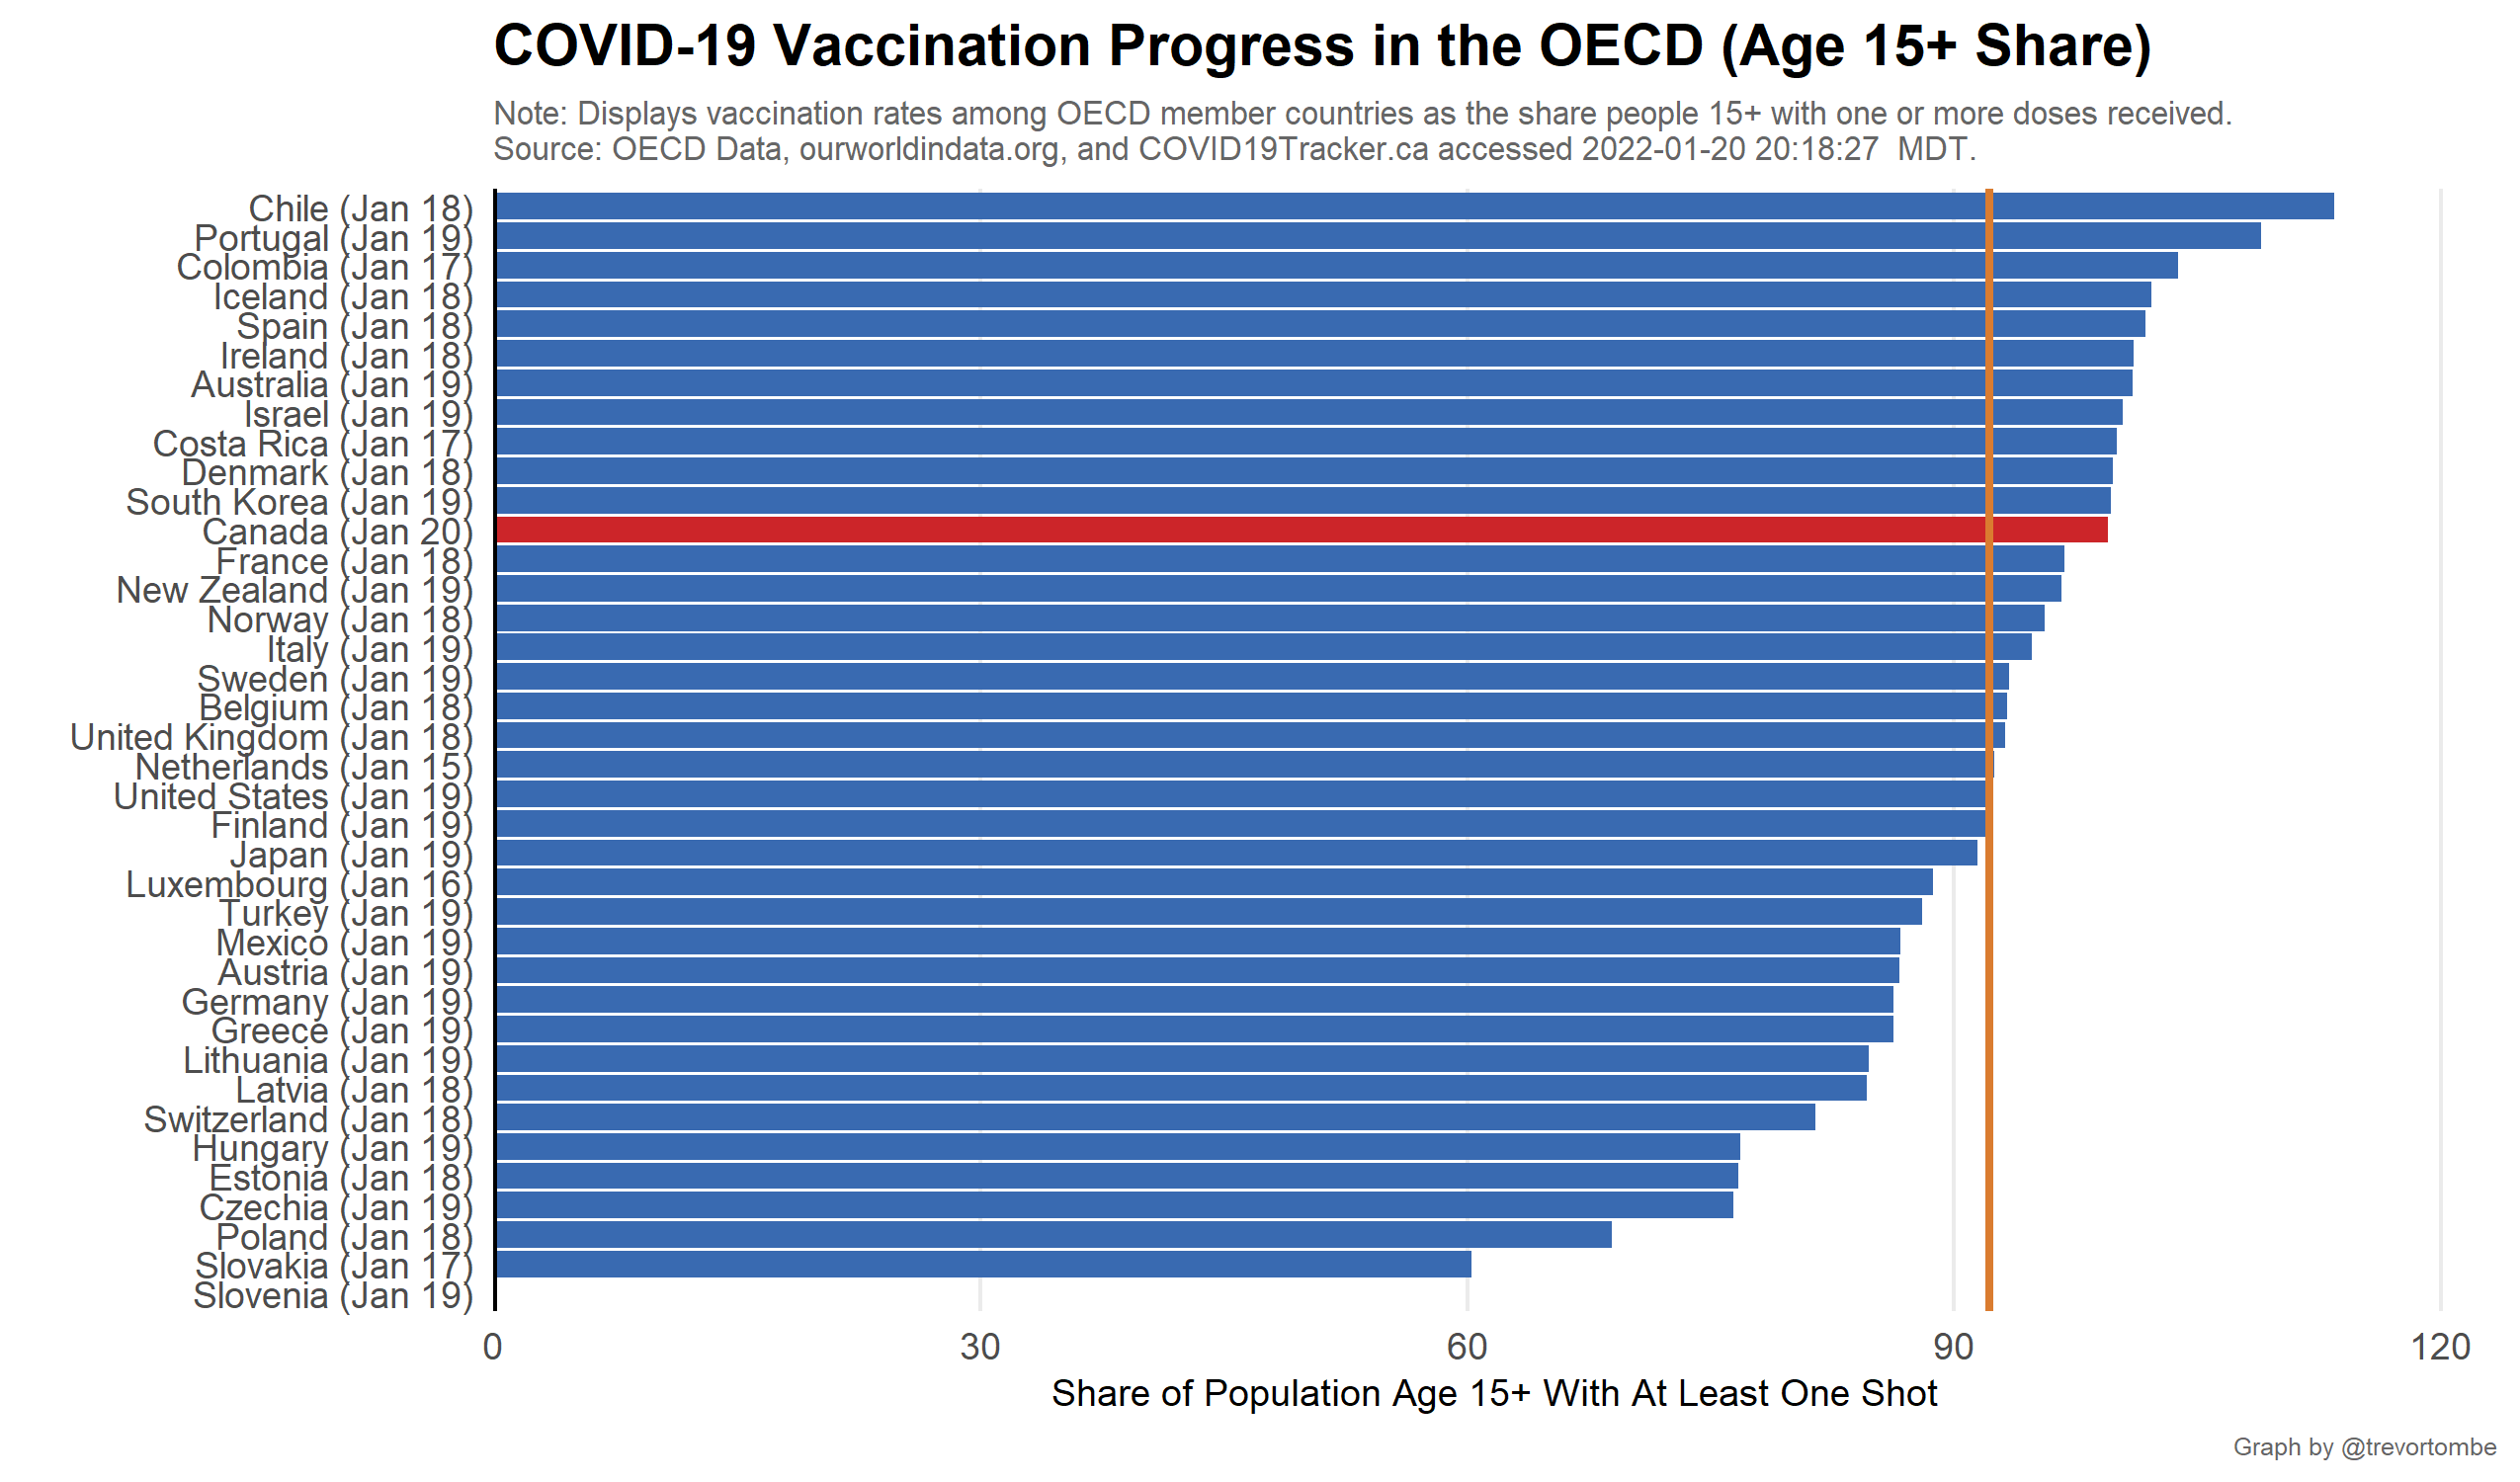 COVID-19 Vaccination Progress in the OECD (Age 15+ Share)
Note: Displays vaccination rates among OECD member countries as the share people 15+ with one or more doses received.
Source: OECD Data, ourworldindata.org, and COVID19Tracker.ca accessed 2022-01-20 20:18:27 MDT.
Chile (Jan 18)
Portugal (Jan 19)
Colombia (Jan 17)
Iceland (Jan 18)
Spain (Jan 18)
Ireland (Jan 18)
Australia (Jan 19)
Israel (Jan 19)
Costa Rica (Jan 17)
Denmark (Jan 18)
South Korea (Jan 19)
Canada (Jan 20)
France (Jan 18)
New Zealand (Jan 19)
Norway (Jan 18)
Italy (Jan 19)
Sweden (Jan 19)
Belgium (Jan 18)
United Kingdom (Jan 18)
Netherlands (Jan 15)
United States (Jan 19)
Finland (Jan 19)
Japan (Jan 19)
Luxembourg (Jan 16)
Turkey (Jan 19)
Mexico (Jan 19)
Austria (Jan 19)
Germany (Jan 19)
Greece (Jan 19)
Lithuania (Jan 19)
Latvia (Jan 18)
Switzerland (Jan 18)
Hungary (Jan 19)
Estonia (Jan 18)
Czechia (Jan 19)
Poland (Jan 18)
Slovakia (Jan 17)
Slovenia (Jan 19)
0 30 60 90 120
Share of Population Age 15+ With At Least One Shot
Graph by @trevortombe